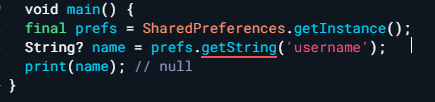 void main() {
final prefs = SharedPreferences.getInstance();
String? name = prefs.getString('username');
print(name); // null
}